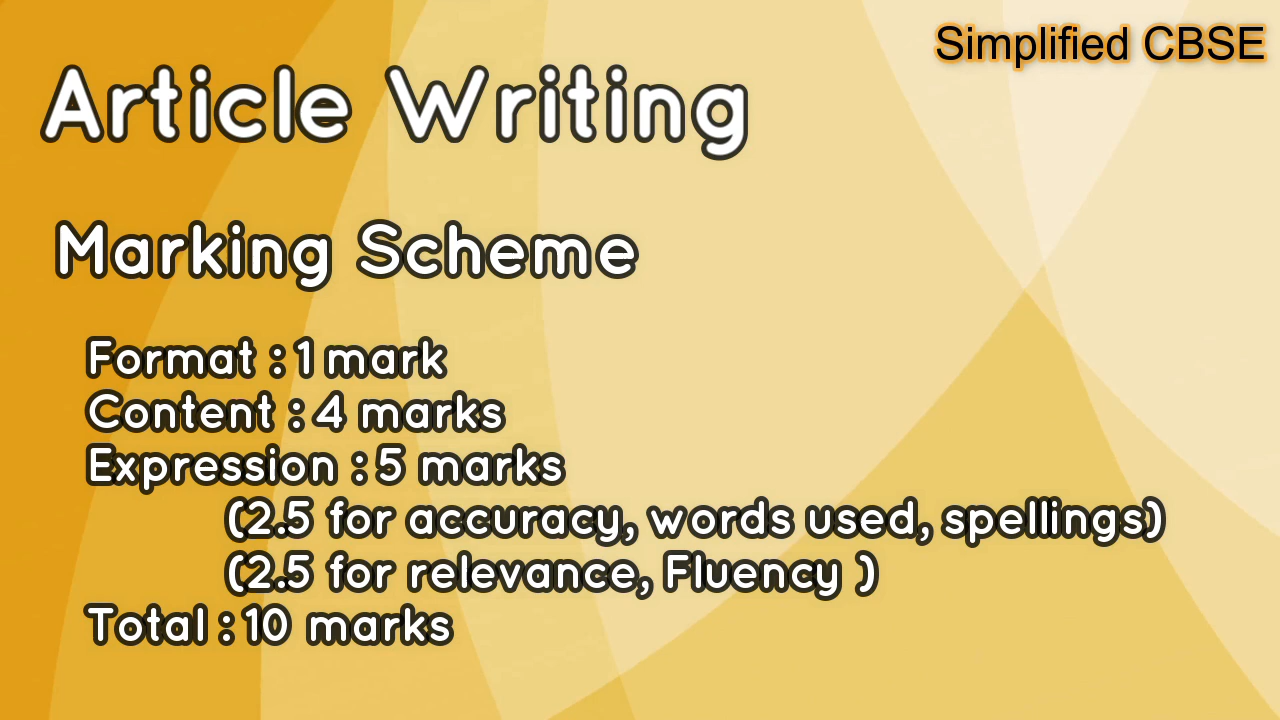 Simplified CBSE
Article Writing
Marking Scheme
Format : 1 mark
Content : 4 marks
Expression : 5 marks
(2.5 for accuracy, words used, spellings)
(2.5 for relevance, Fluency )
Total : 10 marks